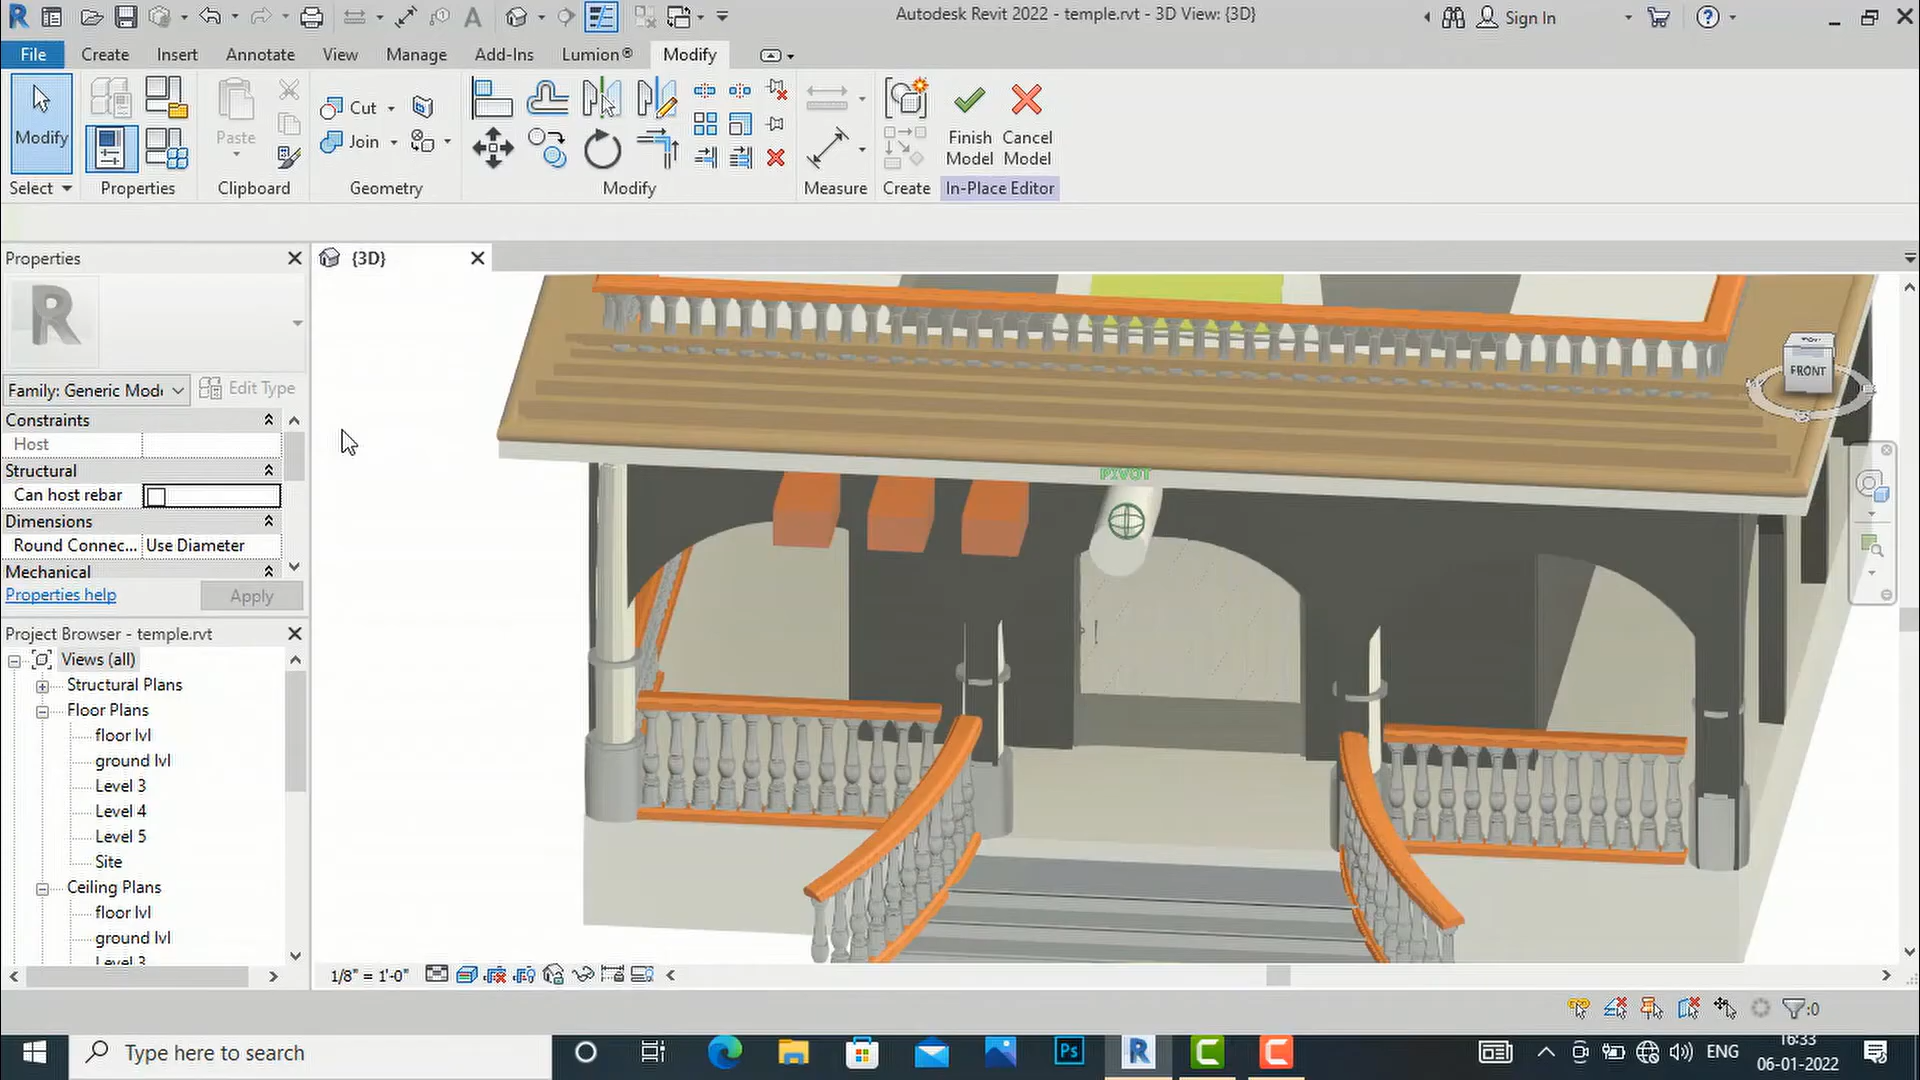 Autodesk Revit 2022 - temple.rvt - 3D View: {3D}
Sign In
File
Create
Insert
Annotate
View
Manage
Add-Ins
Lumion®
Modify
Modify
Paste
Cut
Join
Finish Model
Cancel Model
Select
Properties
Clipboard
Geometry
Modify
Measure
Create
In-Place Editor
Properties
{3D}
R
Family: Generic Mod
Edit Type
Constraints
Host
Structural
Can host rebar
Dimensions
Round Connec... Use Diameter
Mechanical
Properties help
Apply
Project Browser - temple.rvt
Views (all)
Structural Plans
Floor Plans
floor lvl
ground lvl
Level 3
Level 4
Level 5
Site
Ceiling Plans
floor lvl
ground lvl
Level 3
PIVOT
FRONT
1/8" = 1'-0"
:0
Type here to search
Ps
R
ENG
16:33
06-01-2022